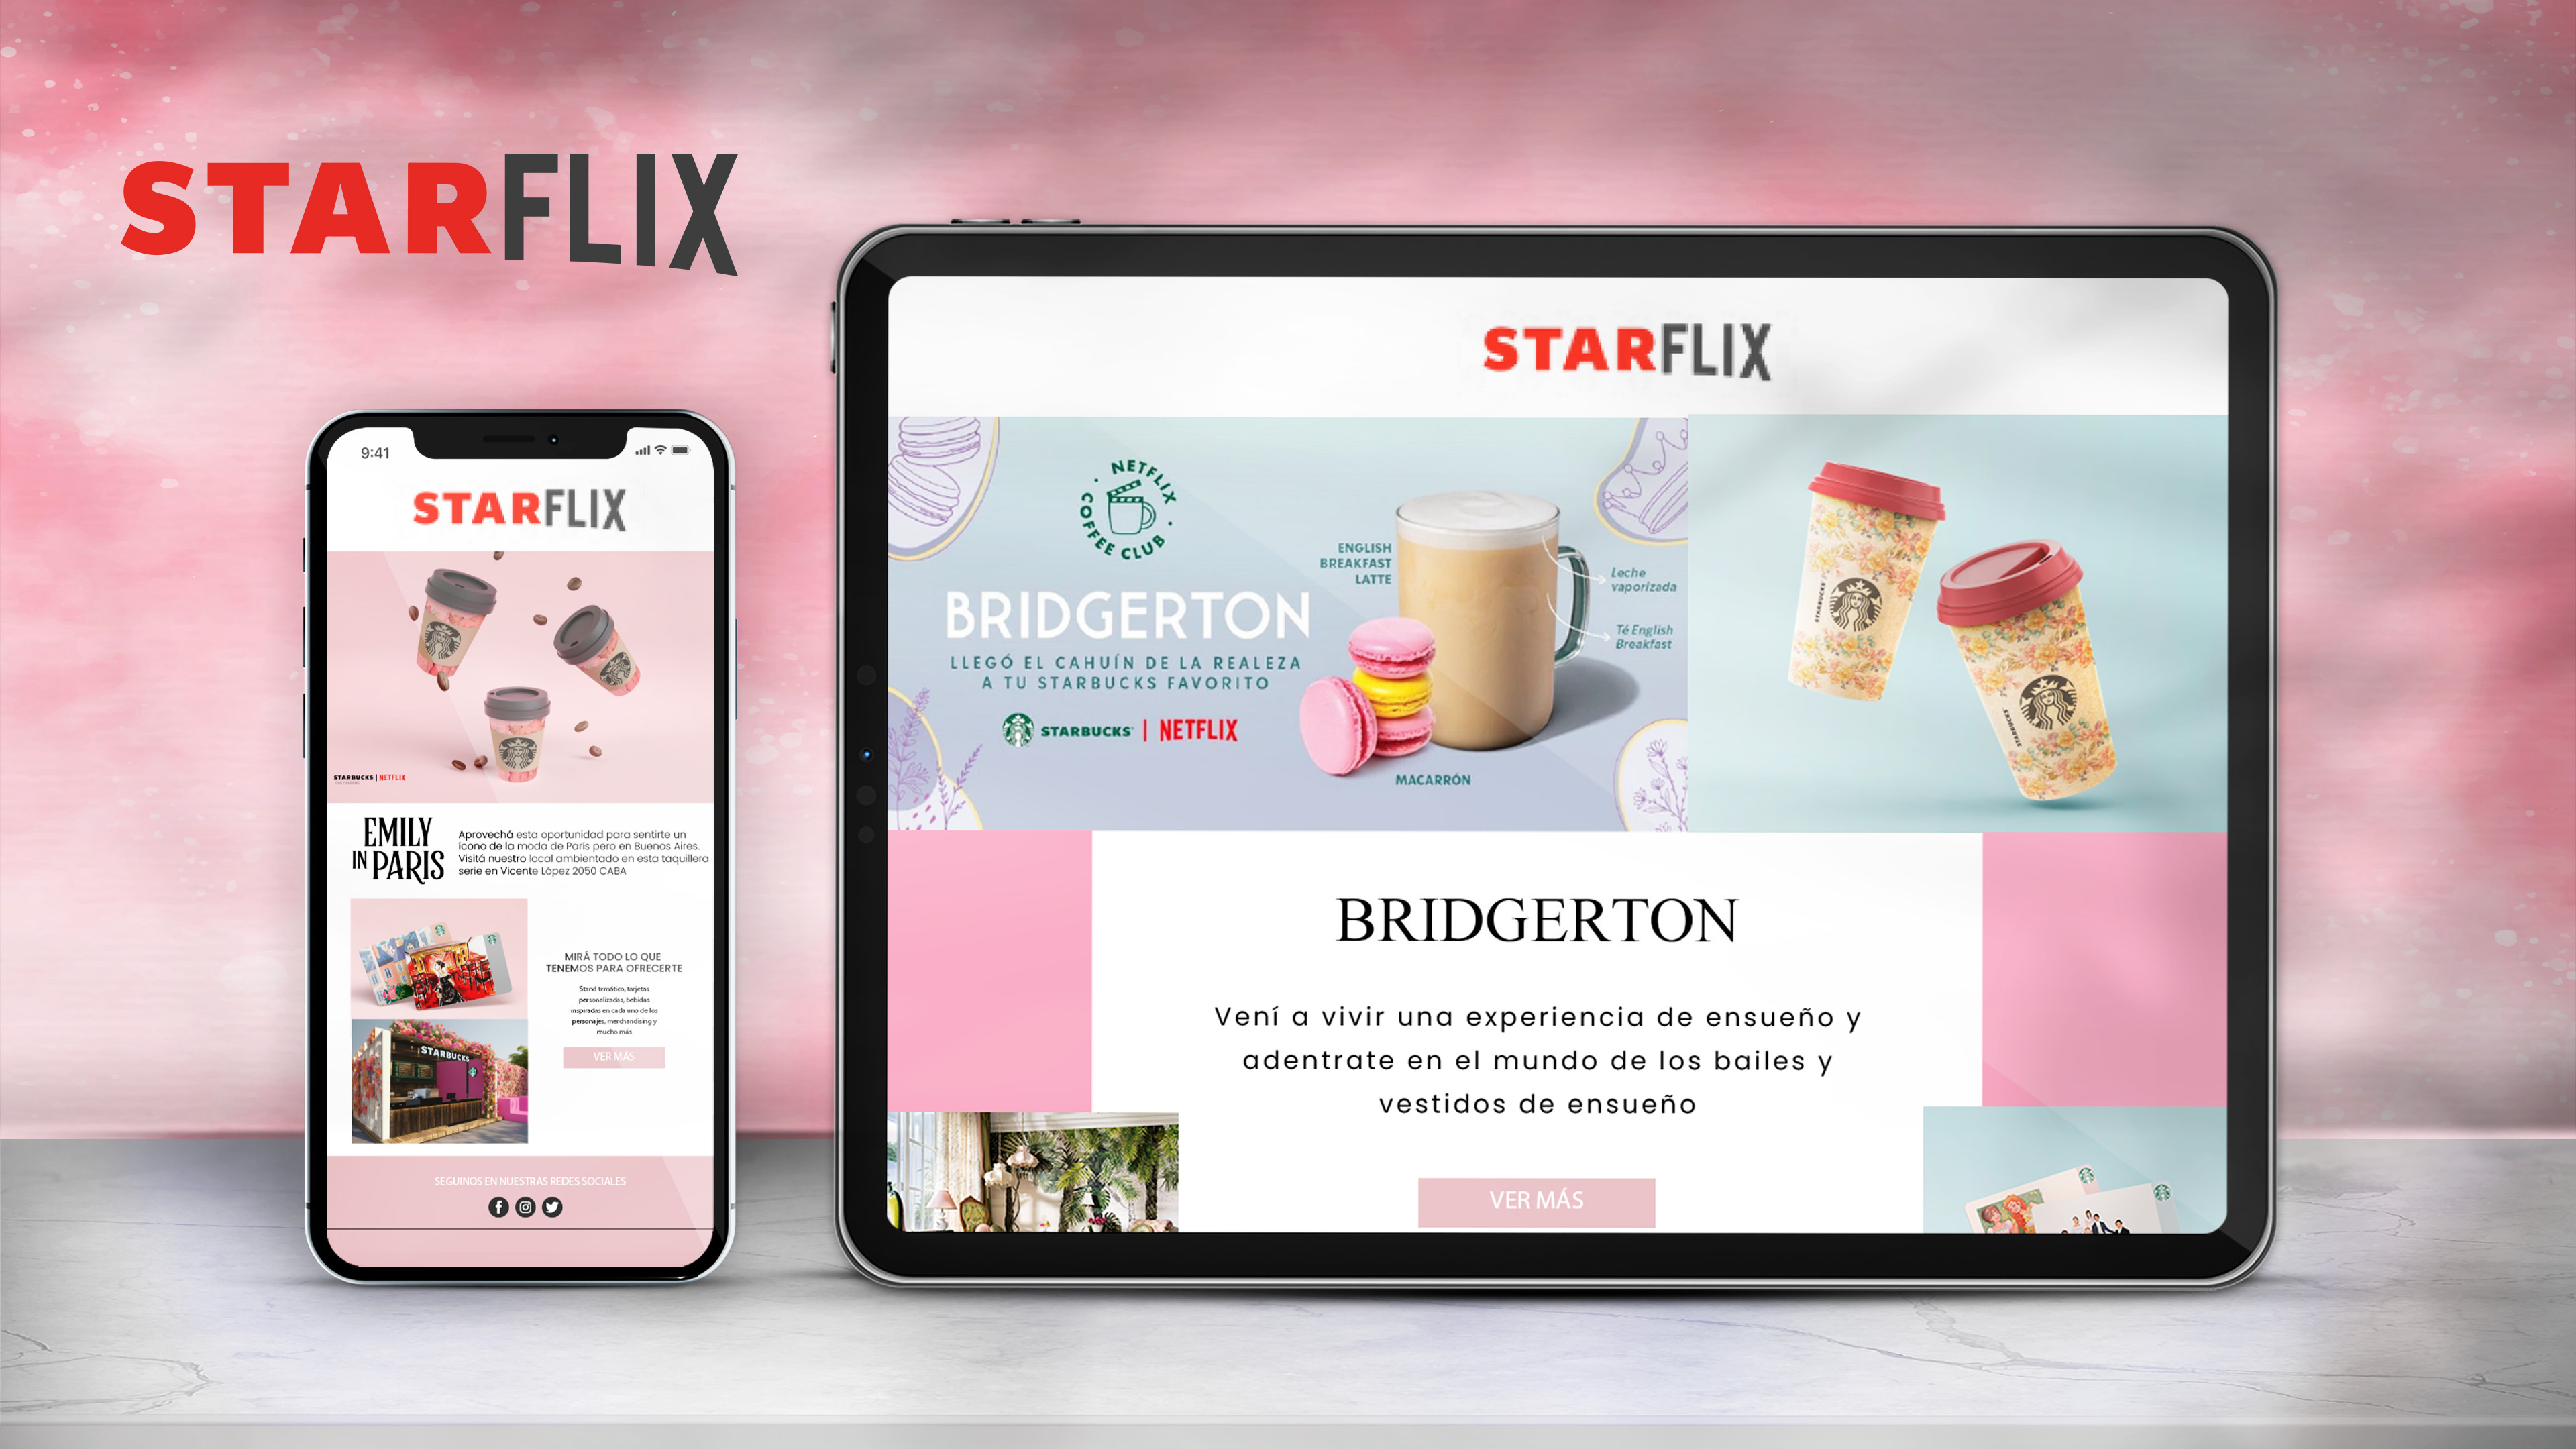 STARFLIX
9:41
STARFLIX
STARBUCKS | NETFLIX
EMILY
IN PARIS
Aprovechá esta oportunidad para sentirte un
ícono de la moda de París pero en Buenos Aires.
Visitá nuestro local ambientado en esta taquillera
serie en Vicente López 2050 CABA
MIRÁ TODO LO QUE
TENEMOS PARA OFRECERTE
Stand temático, tarjetas
personalizadas, bebidas
inspiradas en cada uno de los
personajes, merchandising y
mucho más
VER MÁS
STARBUCKS
SEGUINOS EN NUESTRAS REDES SOCIALES
STARFLIX
NETFLIX
COFFEE CLUB
BRIDGERTON
LLEGÓ EL CAHUÍN DE LA REALEZA
A TU STARBUCKS FAVORITO
STARBUCKS | NETFLIX
ENGLISH
BREAKFAST
LATTE
Leche
vaporizada
Té English
Breakfast
MACARRÓN
STARBUCKS
STARBUCKS
BRIDGERTON
Vení a vivir una experiencia de ensueño y
adentrate en el mundo de los bailes y
vestidos de ensueño
VER MÁS